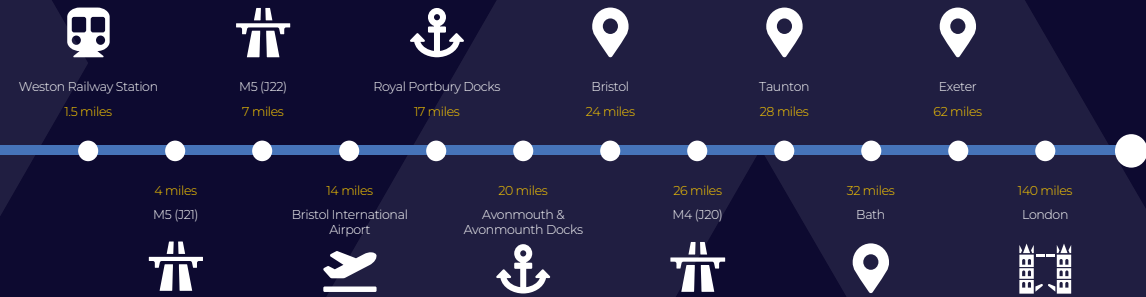 Weston Railway Station
1.5 miles
M5 (J22)
7 miles
Royal Portbury Docks
17 miles
Bristol
24 miles
Taunton
28 miles
Exeter
62 miles
4 miles
M5 (J21)
14 miles
Bristol International
Airport
20 miles
Avonmouth &
Avonmounth Docks
26 miles
M4 (J20)
32 miles
Bath
140 miles
London